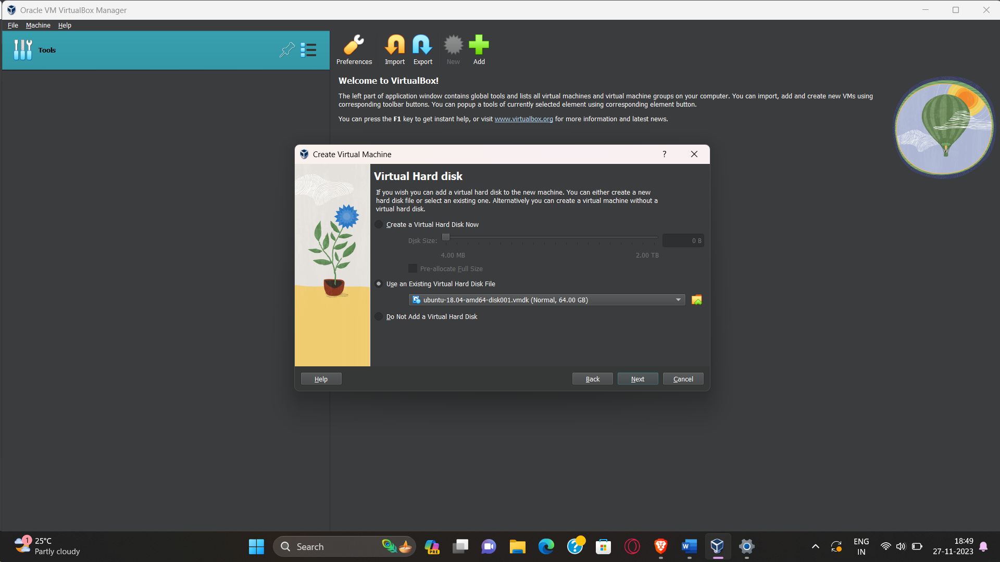 Oracle VM VirtualBox Manager
File Machine Help
Tools
Preferences Import Export New Add
Welcome to VirtualBox!
The left part of application window contains global tools and lists all virtual machines and virtual machine groups on your computer. You can import, add and create new VMs using
corresponding toolbar buttons. You can popup a tools of currently selected element using corresponding element button.
You can press the F1 key to get instant help, or visit www.virtualbox.org for more information and latest news.
Create Virtual Machine ?
Virtual Hard disk
If you wish you can add a virtual hard disk to the new machine. You can either create a new
hard disk file or select an existing one. Alternatively you can create a virtual machine without a
virtual hard disk.
Create a Virtual Hard Disk Now
Disk Size: 0 B
4.00 MB 2.00 TB
Pre-allocate Full Size
Use an Existing Virtual Hard Disk File
ubuntu-18.04-amd64-disk001.vmdk (Normal, 64.00 GB)
Do Not Add a Virtual Hard Disk
Help Back Next Cancel
1 25°C
Partly cloudy
Search
PRE
ENG
IN
18:49
27-11-2023